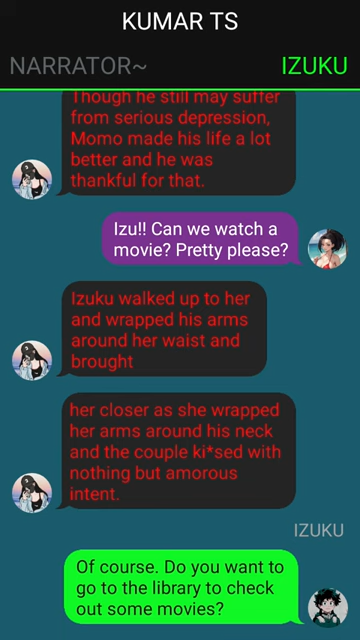 KUMAR TS
NARRATOR~ IZUKU
Though he still may suffer
from serious depression,
Momo made his life a lot
better and he was
thankful for that.
Izu!! Can we watch a
movie? Pretty please?
Izuku walked up to her
and wrapped his arms
around her waist and
brought
her closer as she wrapped
her arms around his neck
and the couple ki*sed with
nothing but amorous
intent.
IZUKU
Of course. Do you want to
go to the library to check
out some movies?